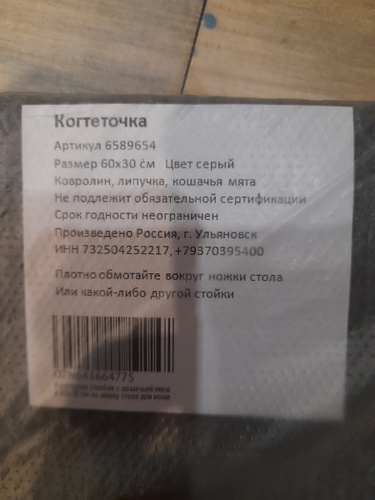 Когтеточка
Артикул 6589654
Размер 60х30 см Цвет серый
Ковролин, липучка, кошачья мята
Не подлежит обязательной сертификации
Срок годности неограничен
Произведено Россия, г. Ульяновск
ИНН 732504252217, +79370395400
Плотно обмотайте вокруг ножки стола
Или какой-либо другой стойки